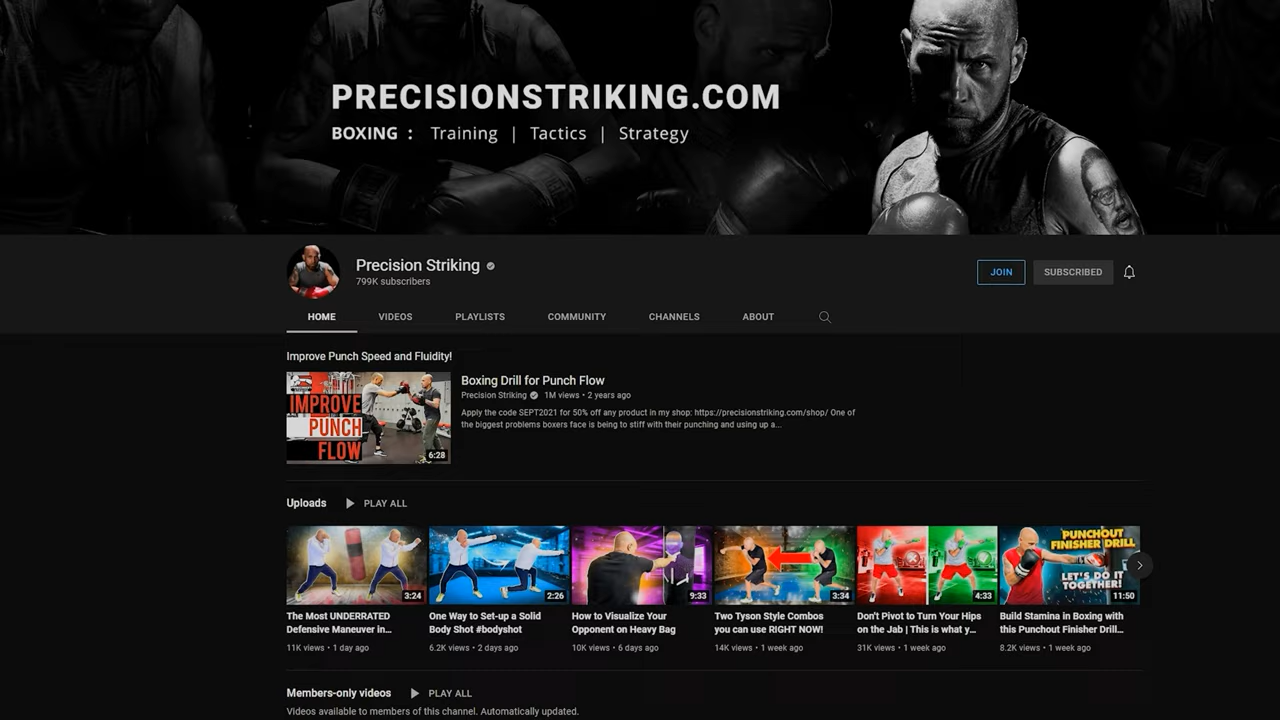 PRECISIONSTRIKING.COM
BOXING : Training | Tactics | Strategy
Precision Striking
799K subscribers
JOIN
SUBSCRIBED
HOME VIDEOS PLAYLISTS COMMUNITY CHANNELS ABOUT
Improve Punch Speed and Fluidity!
IMPROVE
PUNCH
FLOW
6:28
Boxing Drill for Punch Flow
Precision Striking 1M views • 2 years ago
Apply the code SEPT2021 for 50% off any product in my shop: https://precisionstriking.com/shop/ One of
the biggest problems boxers face is being to stiff with their punching and using up a...
Uploads PLAY ALL
3:24
The Most UNDERRATED
Defensive Maneuver in...
11K views • 1 day ago
2:26
One Way to Set-up a Solid
Body Shot #bodyshot
6.2K views • 2 days ago
9:33
How to Visualize Your
Opponent on Heavy Bag
10K views • 6 days ago
3:34
Two Tyson Style Combos
you can use RIGHT NOW!
14K views • 1 week ago
4:33
Don't Pivot to Turn Your Hips
on the Jab | This is what y...
31K views • 1 week ago
PUNCHOUT
FINISHER DRILL
LET'S DO IT
TOGETHER!
11:50
Build Stamina in Boxing with
this Punchout Finisher Drill...
8.2K views • 1 week ago
Members-only videos PLAY ALL
Videos available to members of this channel. Automatically updated.